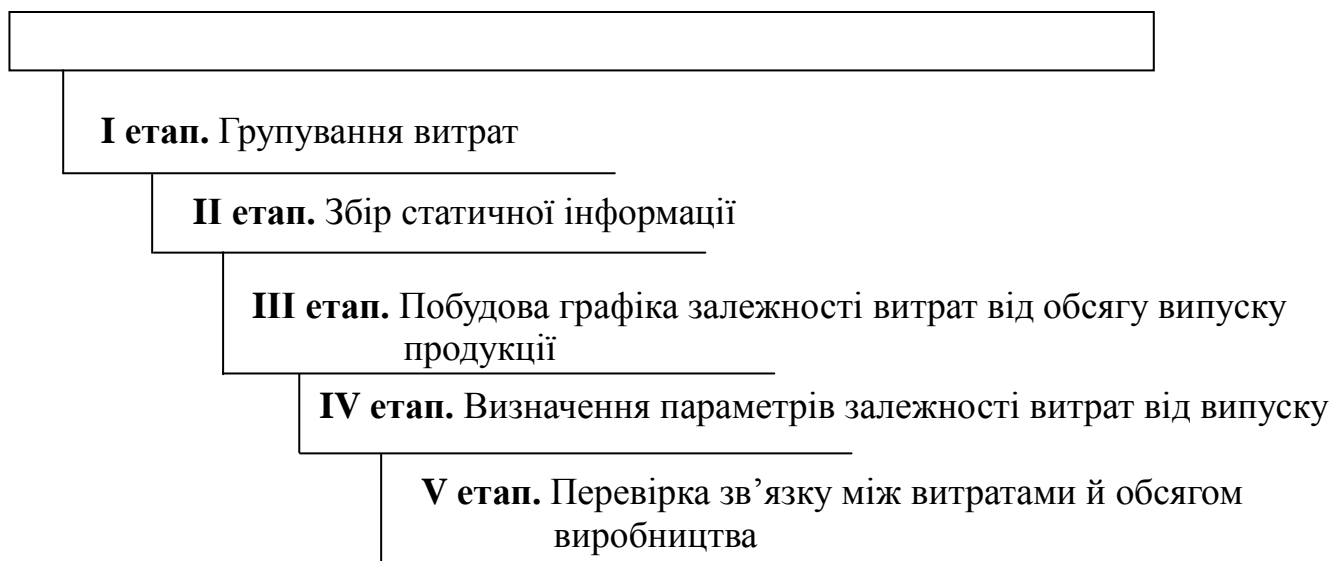 I етап. Групування витрат
II етап. Збір статичної інформації
III етап. Побудова графіка залежності витрат від обсягу випуску
продукції
IV етап. Визначення параметрів залежності витрат від випуску
V етап. Перевірка зв’язку між витратами й обсягом
виробництва